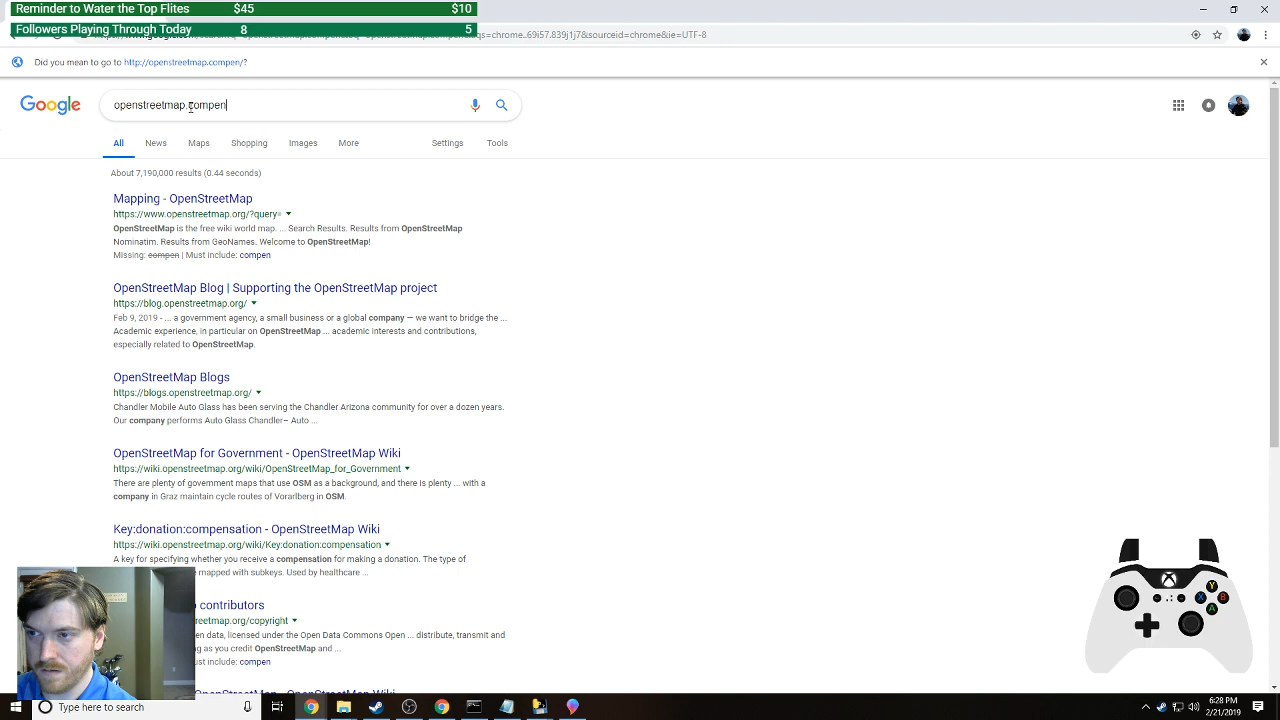 Reminder to Water the Top Flites $45 $10
Followers Playing Through Today 8 5
69i57.839j1j7&sourceid=chrome&ie=UTF-8
Did you mean to go to http://openstreetmap.compen/?
Google openstreetmap.compen
All News Maps Shopping Images More Settings Tools
About 7,190,000 results (0.44 seconds)
Mapping - OpenStreetMap
https://www.openstreetmap.org/?query=
OpenStreetMap is the free wiki world map. ... Search Results. Results from OpenStreetMap
Nominatim. Results from GeoNames. Welcome to OpenStreetMap!
Missing: compen | Must include: compen
OpenStreetMap Blog | Supporting the OpenStreetMap project
https://blog.openstreetmap.org/
Feb 9, 2019 - ... a government agency, a small business or a global company — we want to bridge the ...
Academic experience, in particular on OpenStreetMap ... academic interests and contributions,
especially related to OpenStreetMap.
OpenStreetMap Blogs
https://blogs.openstreetmap.org/
Chandler Mobile Auto Glass has been serving the Chandler Arizona community for over a dozen years.
Our company performs Auto Glass Chandler– Auto ...
OpenStreetMap for Government - OpenStreetMap Wiki
https://wiki.openstreetmap.org/wiki/OpenStreetMap_for_Government
There are plenty of government maps that use OSM as a background, and there is plenty ... with a
company in Graz maintain cycle routes of Vorarlberg in OSM.
Key:donation:compensation - OpenStreetMap Wiki
https://wiki.openstreetmap.org/wiki/Key:donation:compensation
A key for specifying whether you receive a compensation for making a donation. The type of
mapped with subkeys. Used by healthcare ...
contributors
reetmap.org/copyright
en data, licensed under the Open Data Commons Open ... distribute, transmit and
g as you credit OpenStreetMap and ...
ust include: compen
OpenStreetMap - OpenStreetMap Wiki
Y
X B
A
Type here to search
6:28 PM
2/21/2019